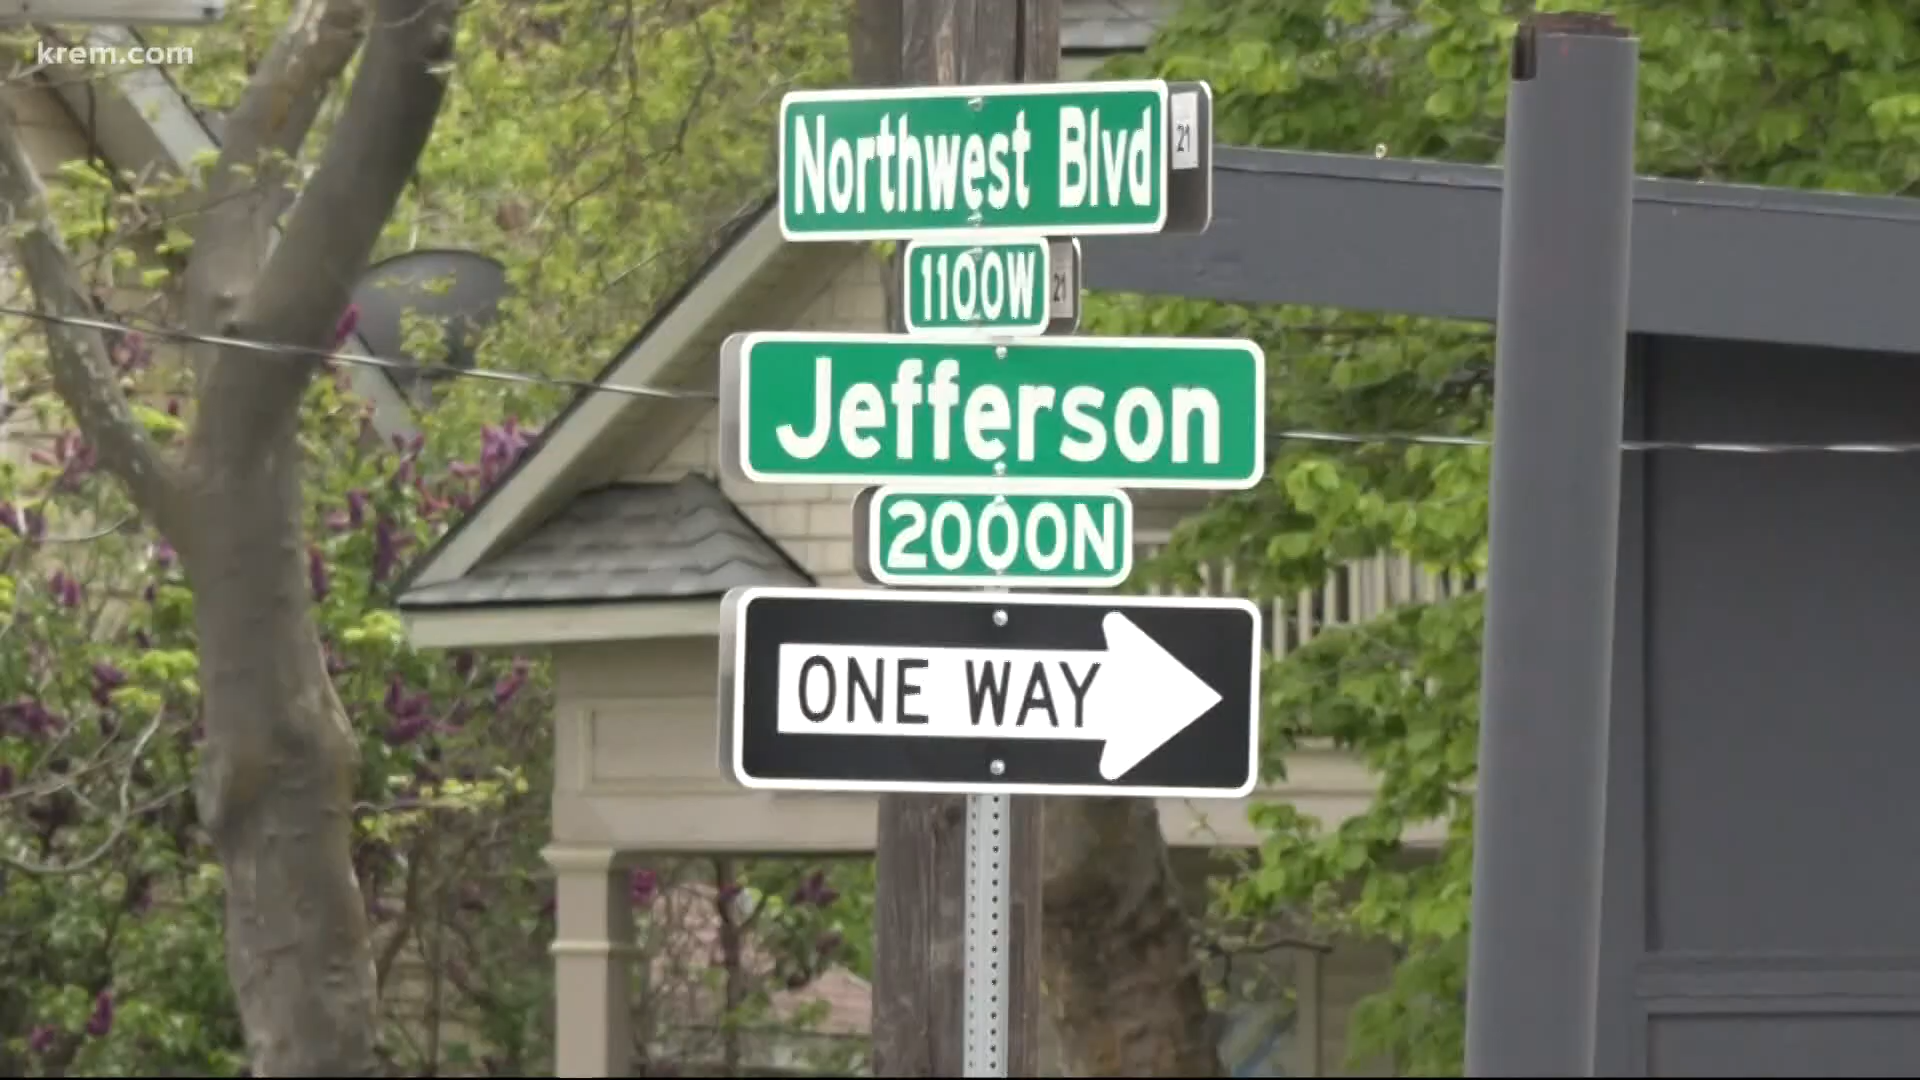 krem.com
Northwest Blvd 21
1100W 21
Jefferson
2000N
ONE WAY